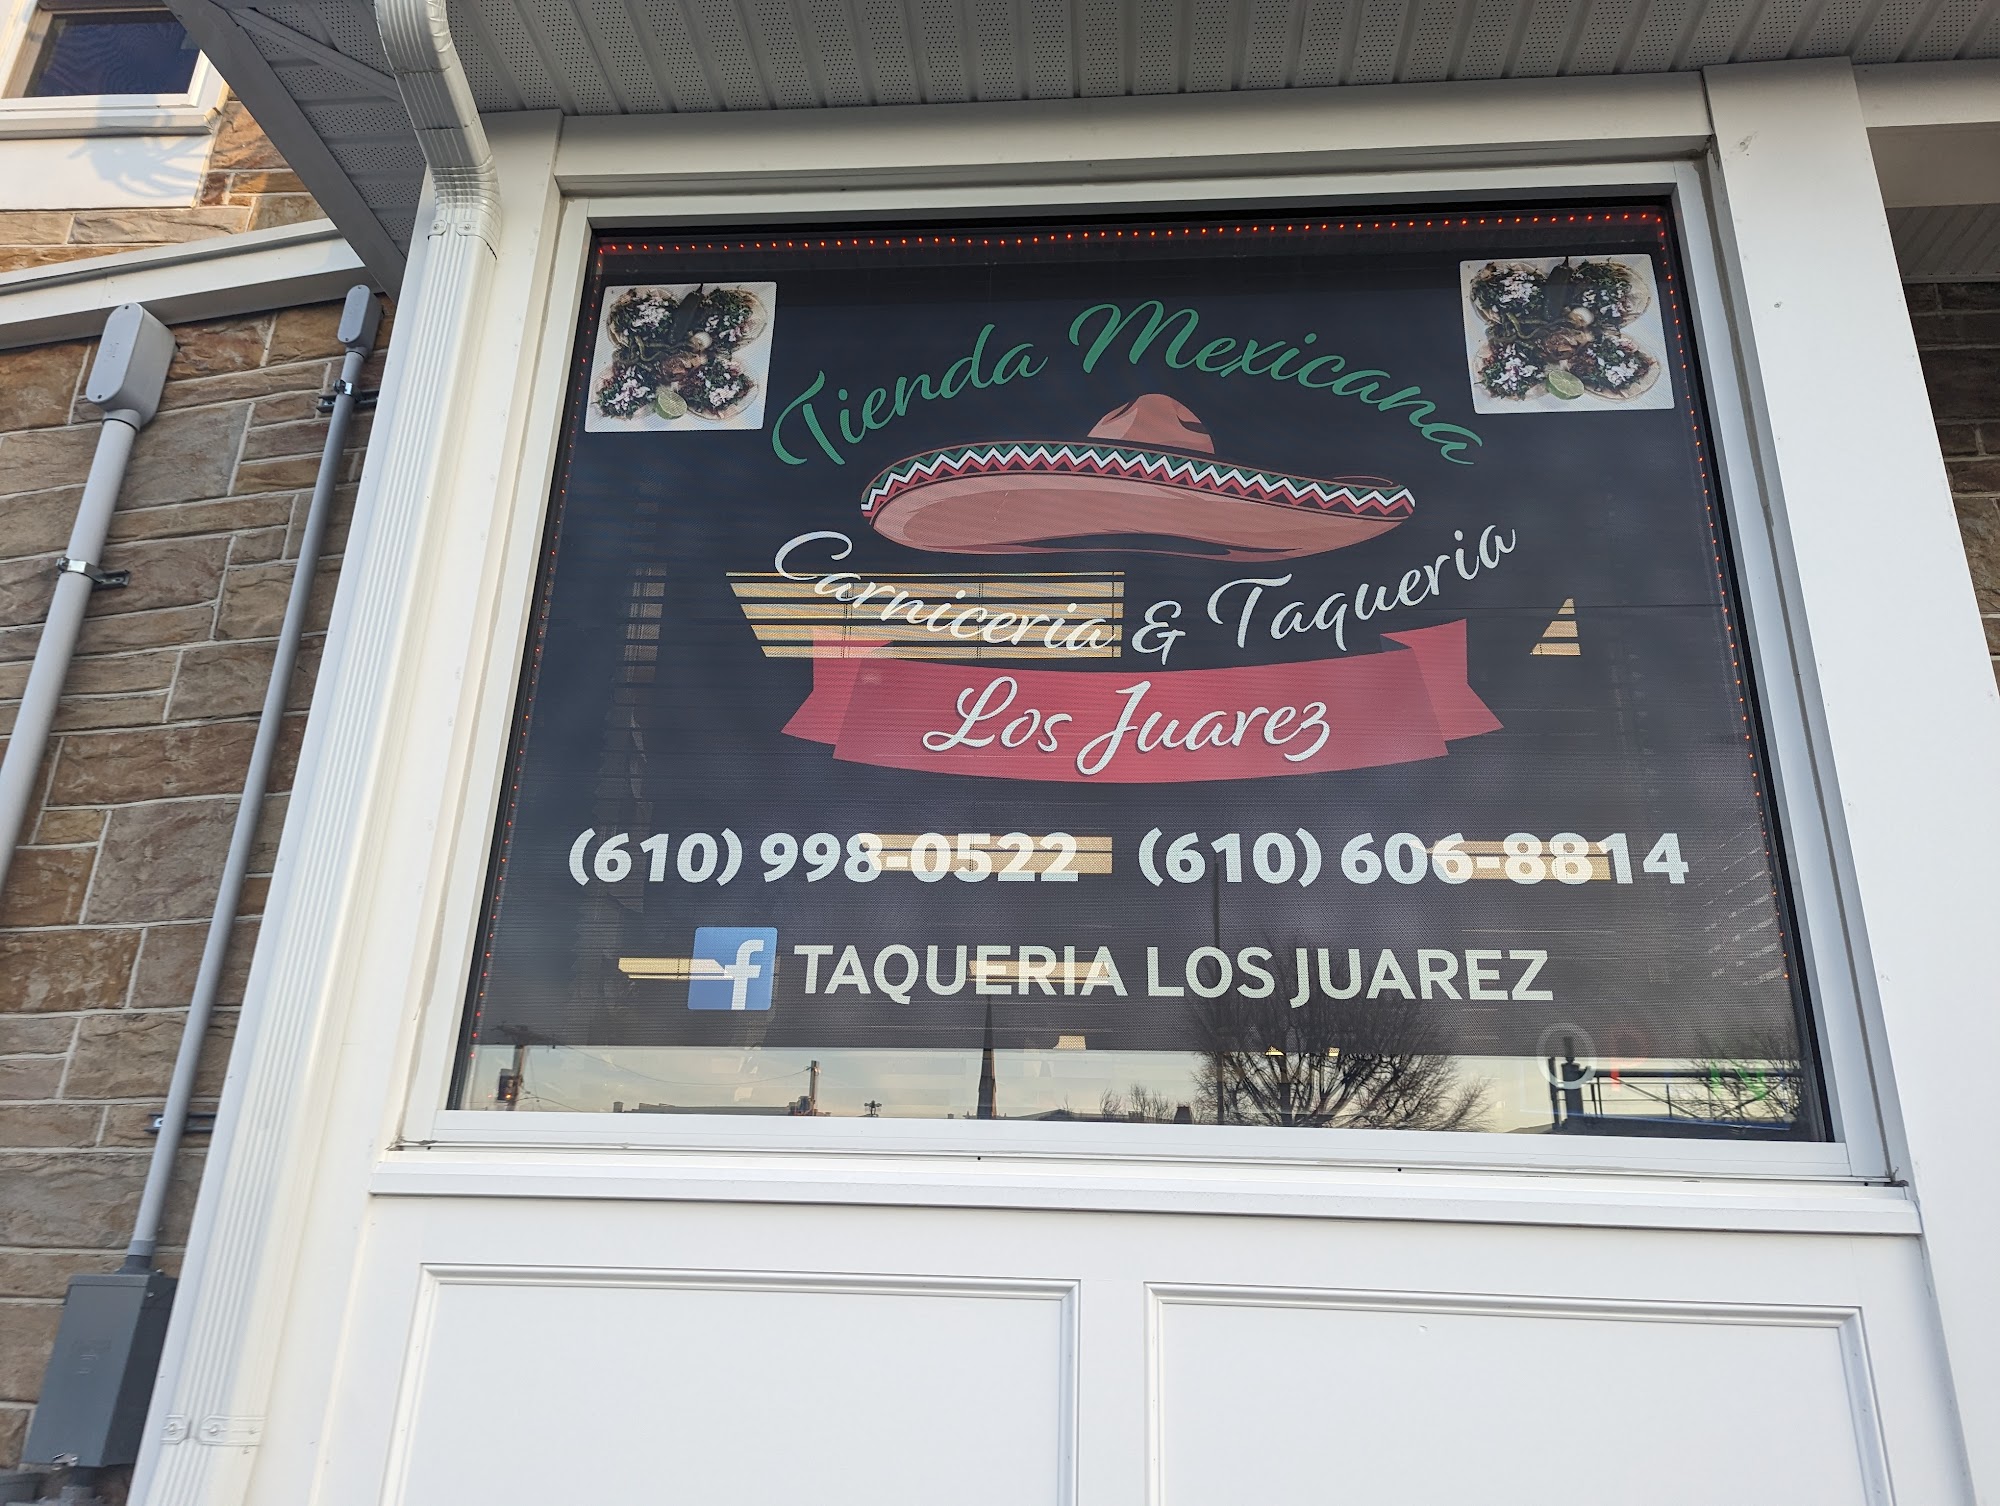 Tienda Mexicana
Carniceria & Taqueria
Los Juarez
(610) 998-0522 (610) 606-8814
f TAQUERIA LOS JUAREZ